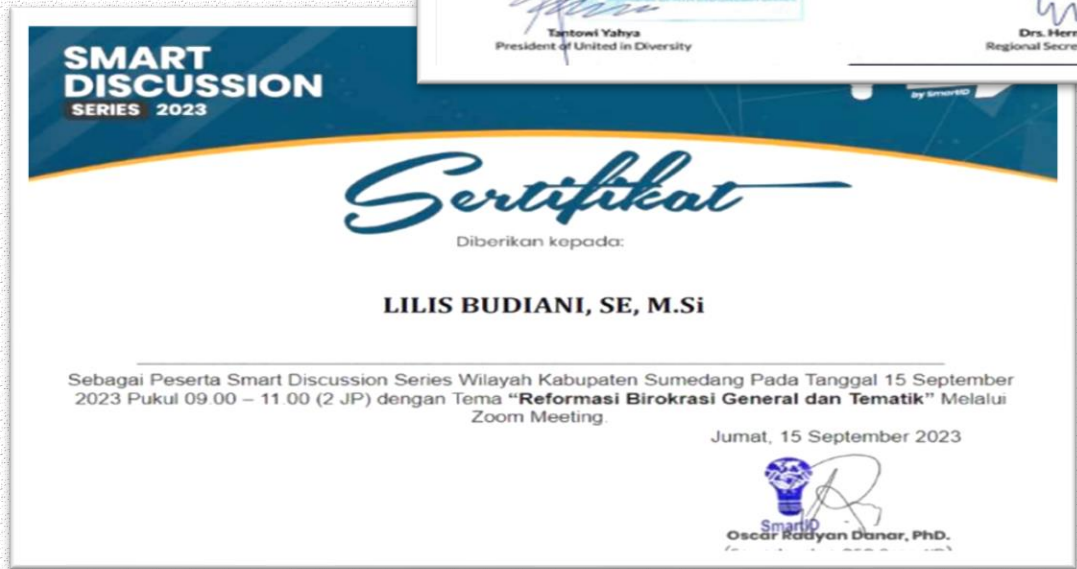 Tantowi Yahya
President of United in Diversity
Drs. Herm
Regional Secre
SMART
DISCUSSION
SERIES 2023
by SmartID
Sertifikat
Diberikan kepada:
LILIS BUDIANI, SE, M.Si
Sebagai Peserta Smart Discussion Series Wilayah Kabupaten Sumedang Pada Tanggal 15 September
2023 Pukul 09.00 – 11.00 (2 JP) dengan Tema “Reformasi Birokrasi General dan Tematik” Melalui
Zoom Meeting.
Jumat, 15 September 2023
SmartID
Oscar Radyan Danar, PhD.